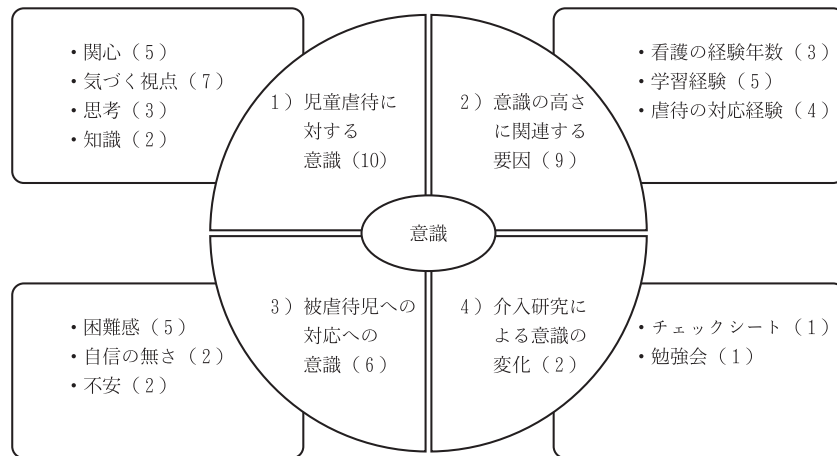 ・関心（5）
・気づく視点（7）
・思考（3）
・知識（2）
1）児童虐待に
対する
意識（10）
2）意識の高さ
に関連する
要因（9）
・看護の経験年数（3）
・学習経験（5）
・虐待の対応経験（4）
意識
・困難感（5）
・自信の無さ（2）
・不安（2）
3）被虐待児への
対応への
意識（6）
4）介入研究に
よる意識の
変化（2）
・チェックシート（1）
・勉強会（1）